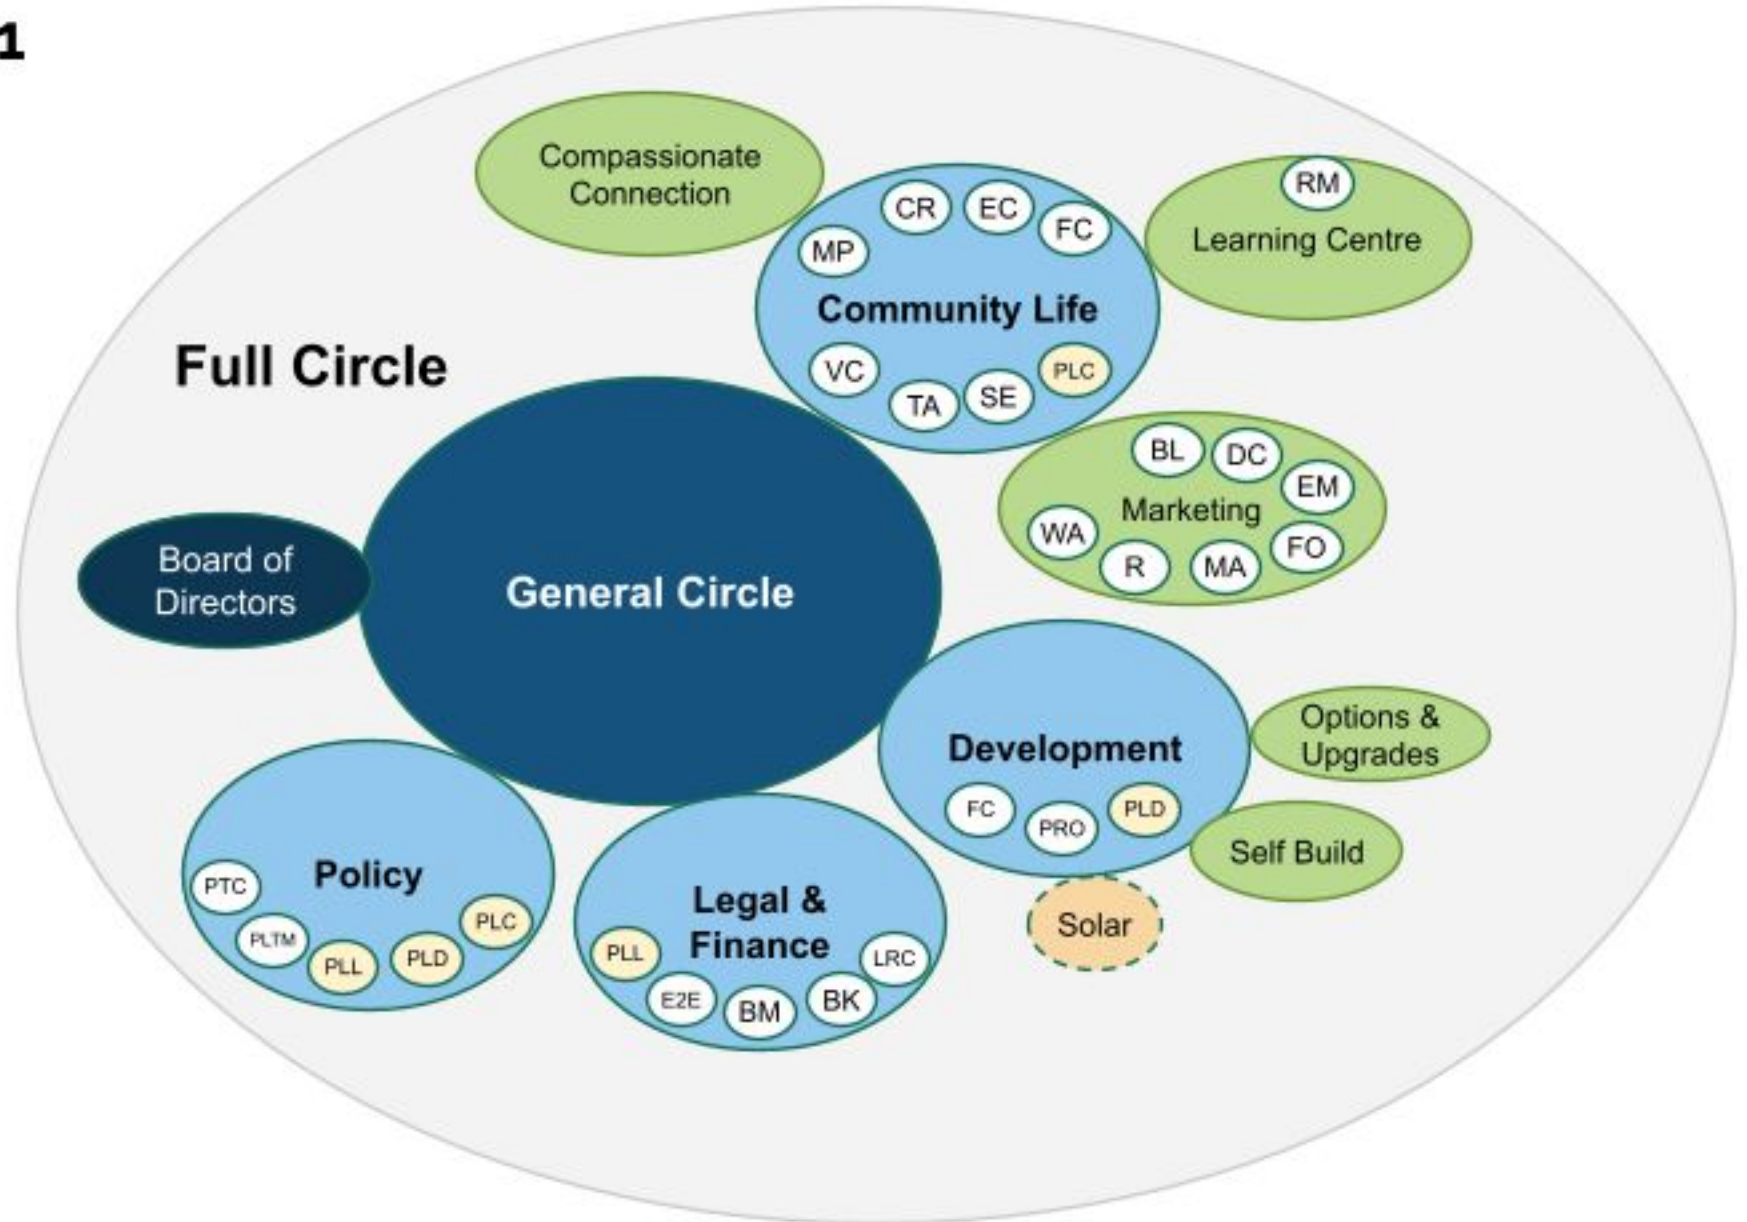 1
Compassionate
Connection
CR
EC
FC
MP
Community Life
VC
TA
SE
PLC
RM
Learning Centre
Full Circle
BL
DC
EM
Marketing
WA
R
MA
FO
Board of
Directors
General Circle
Development
FC
PRO
PLD
Options &
Upgrades
Self Build
Solar
Policy
PTC
PLTM
PLL
PLD
PLC
Legal &
Finance
PLL
E2E
BM
BK
LRC